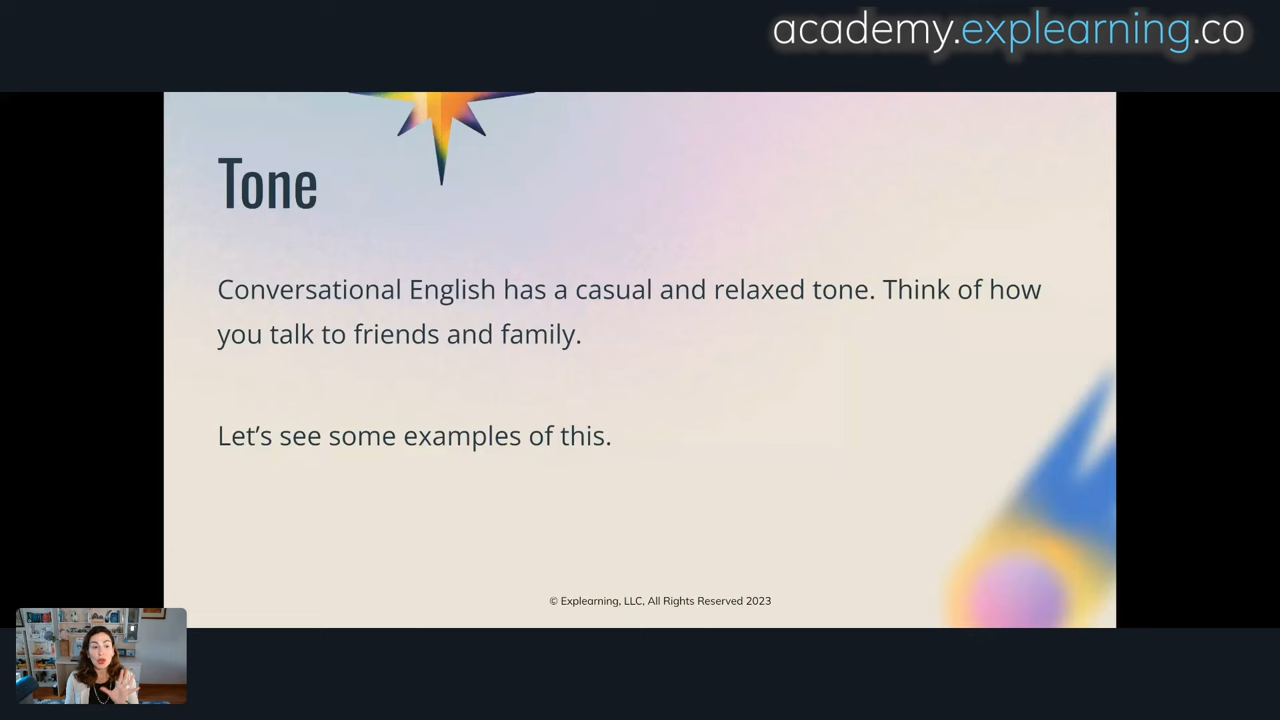 academy.explearning.co
Tone
Conversational English has a casual and relaxed tone. Think of how
you talk to friends and family.
Let’s see some examples of this.
© Explearning, LLC, All Rights Reserved 2023